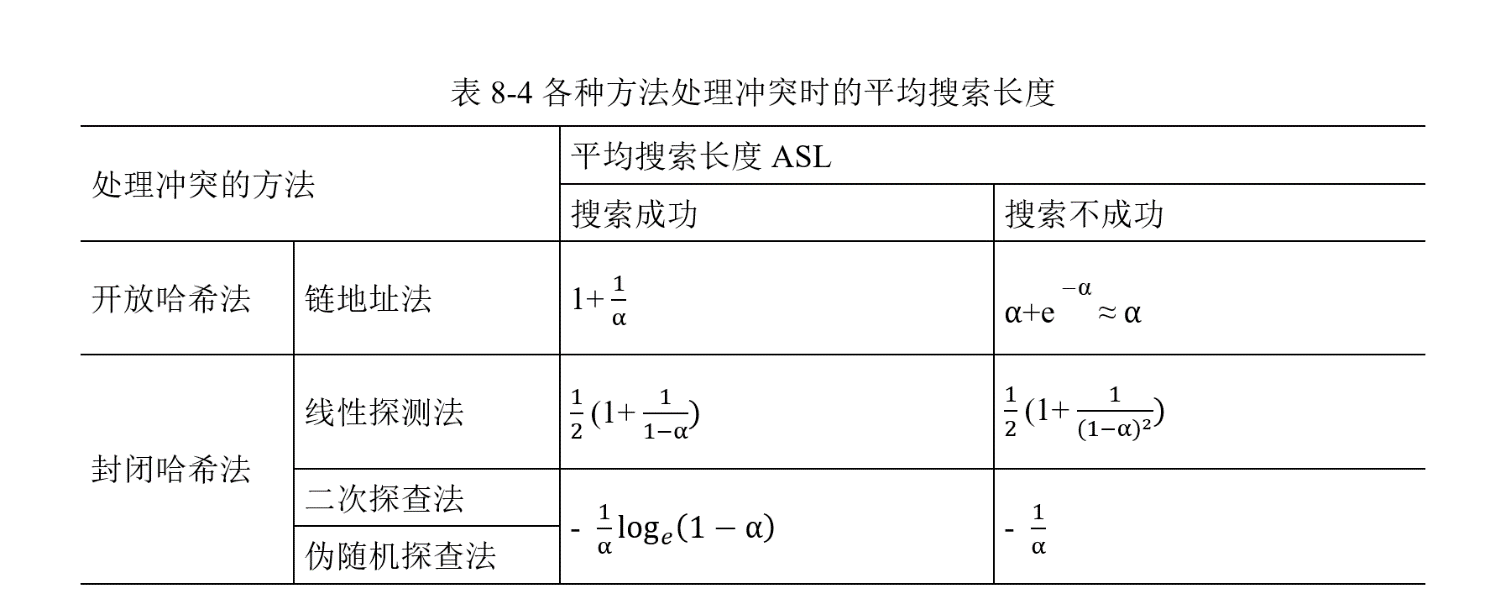 表 8-4 各种方法处理冲突时的平均搜索长度
处理冲突的方法
平均搜索长度 ASL
搜索成功
搜索不成功
开放哈希法
链地址法
1+ 1/α
α+e^−α ≈ α
封闭哈希法
线性探测法
1/2 (1+ 1/(1−α))
1/2 (1+ 1/(1−α)²)
二次探查法
伪随机探查法
- 1/α logₑ(1 − α)
- 1/α